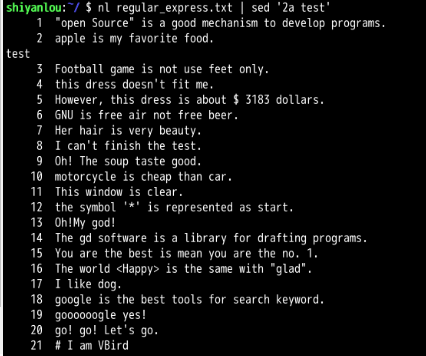 shiyanlou:~/ $ nl regular_express.txt | sed '2a test'
1 "open Source" is a good mechanism to develop programs.
2 apple is my favorite food.
test
3 Football game is not use feet only.
4 this dress doesn't fit me.
5 However, this dress is about $ 3183 dollars.
6 GNU is free air not free beer.
7 Her hair is very beauty.
8 I can't finish the test.
9 Oh! The soup taste good.
10 motorcycle is cheap than car.
11 This window is clear.
12 the symbol '*' is represented as start.
13 Oh!My god!
14 The gd software is a library for drafting programs.
15 You are the best is mean you are the no. 1.
16 The world <Happy> is the same with "glad".
17 I like dog.
18 google is the best tools for search keyword.
19 goooooogle yes!
20 go! go! Let's go.
21 # I am VBird